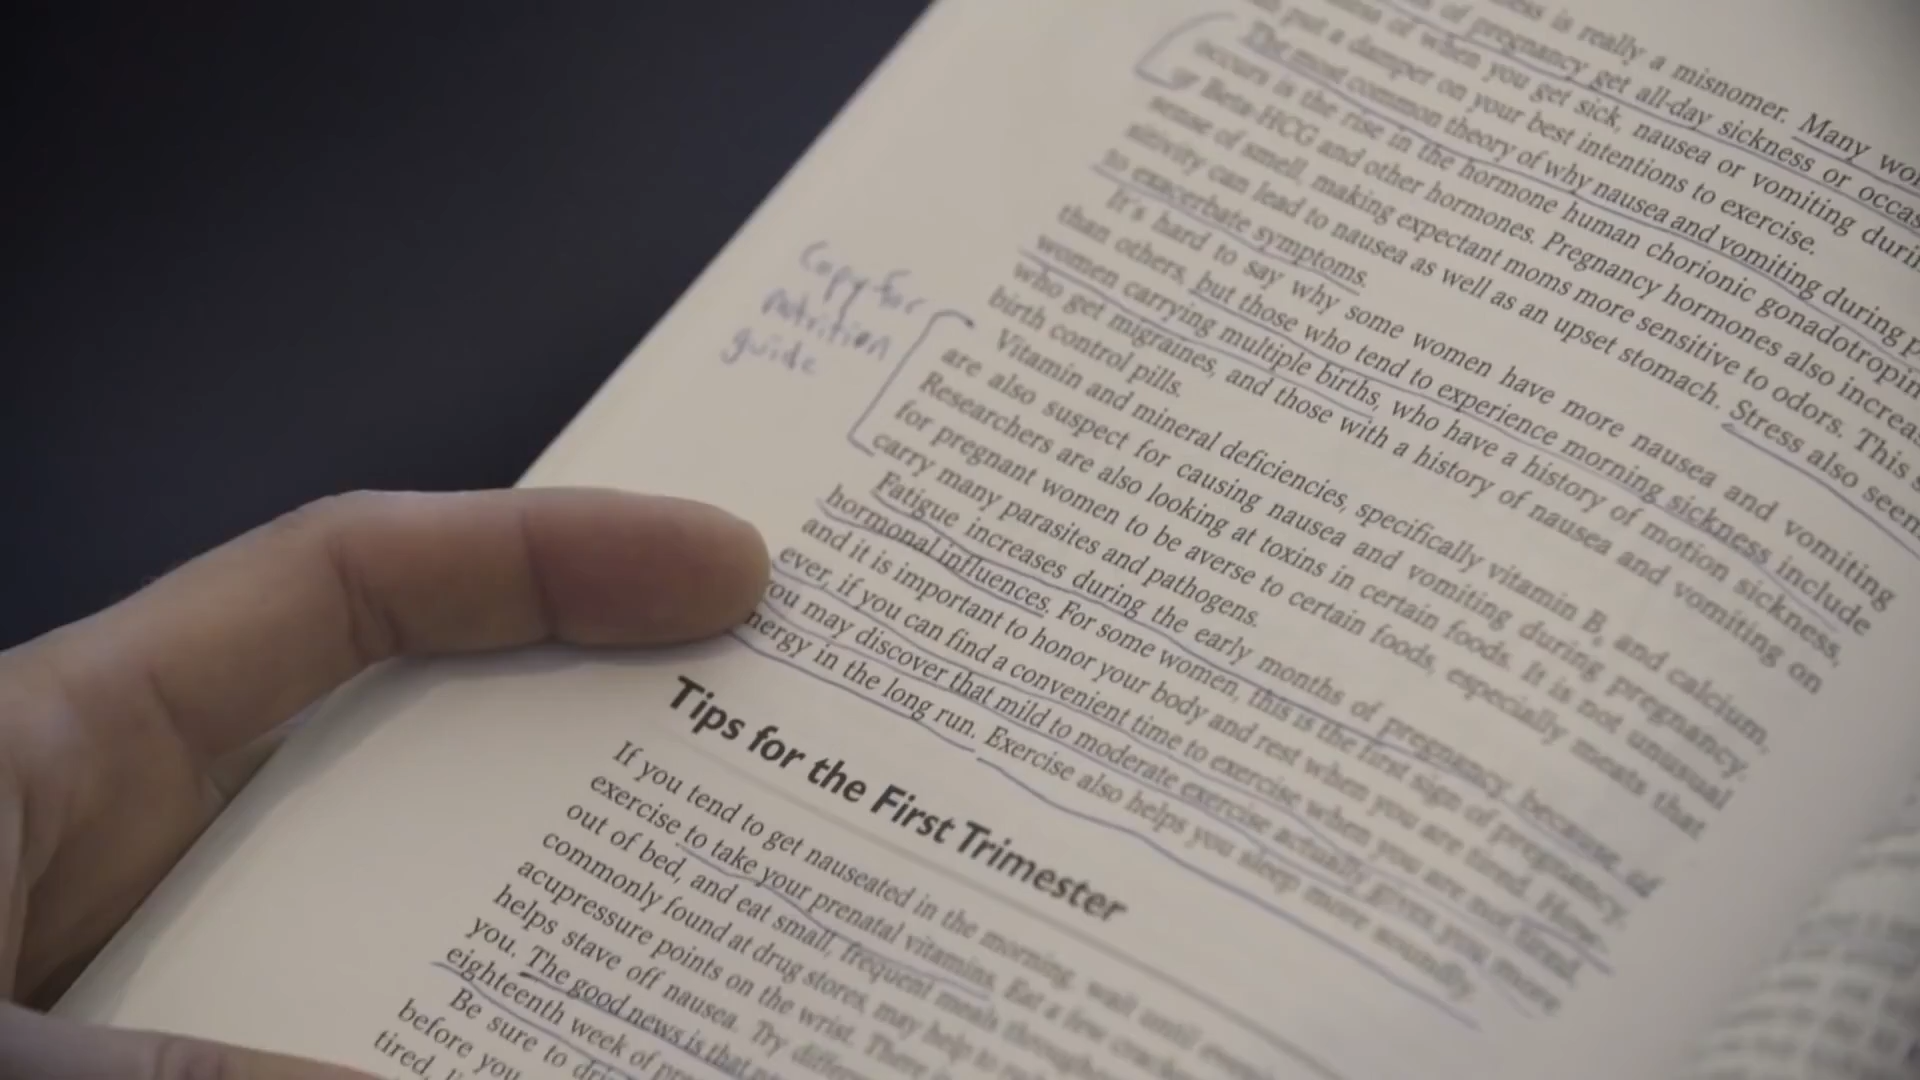 ness is really a misnomer. Many
of pregnancy get all-day sickness or
of when you get sick, nausea or vomiting
put a damper on your best intentions to exercise.
The most common theory of why nausea and vomiting during
occurs is the rise in the hormone human chorionic gonadotropin
or Beta-HCG and other hormones. Pregnancy hormones also
sense of smell, making expectant moms more sensitive to odors. This
sitivity can lead to nausea as well as an upset stomach. Stress also seem
to exacerbate symptoms.
It's hard to say why some women have more nausea and vomiting
than others, but those who tend to experience morning sickness include
women carrying multiple births, who have a history of motion sickness,
who get migraines, and those with a history of nausea and vomiting on
birth control pills.
Copy for
nutrition
guide
Vitamin and mineral deficiencies, specifically vitamin B, and calcium,
are also suspect for causing nausea and vomiting during pregnancy.
Researchers are also looking at toxins in certain foods. It is not unusual
for pregnant women to be averse to certain foods, especially meats that
carry many parasites and pathogens.
Fatigue increases during the early months of pregnancy because of
hormonal influences. For some women, this is the first sign of pregnancy,
and it is important to honor your body and rest when you are tired. How-
ever, if you can find a convenient time to exercise when you are not tired,
you may discover that mild to moderate exercise actually gives you more
nergy in the long run. Exercise also helps you sleep more soundly.
Tips for the First Trimester
If you tend to get nauseated in the morning, wait until
exercise to take your prenatal vitamins. Eat a few
out of bed, and eat small, frequent meals
commonly found at drug stores, may help to
acupressure points on the wrist. There
helps stave off nausea. Try
you. The good news is that
eighteenth week of
Be sure to
before you
tired,